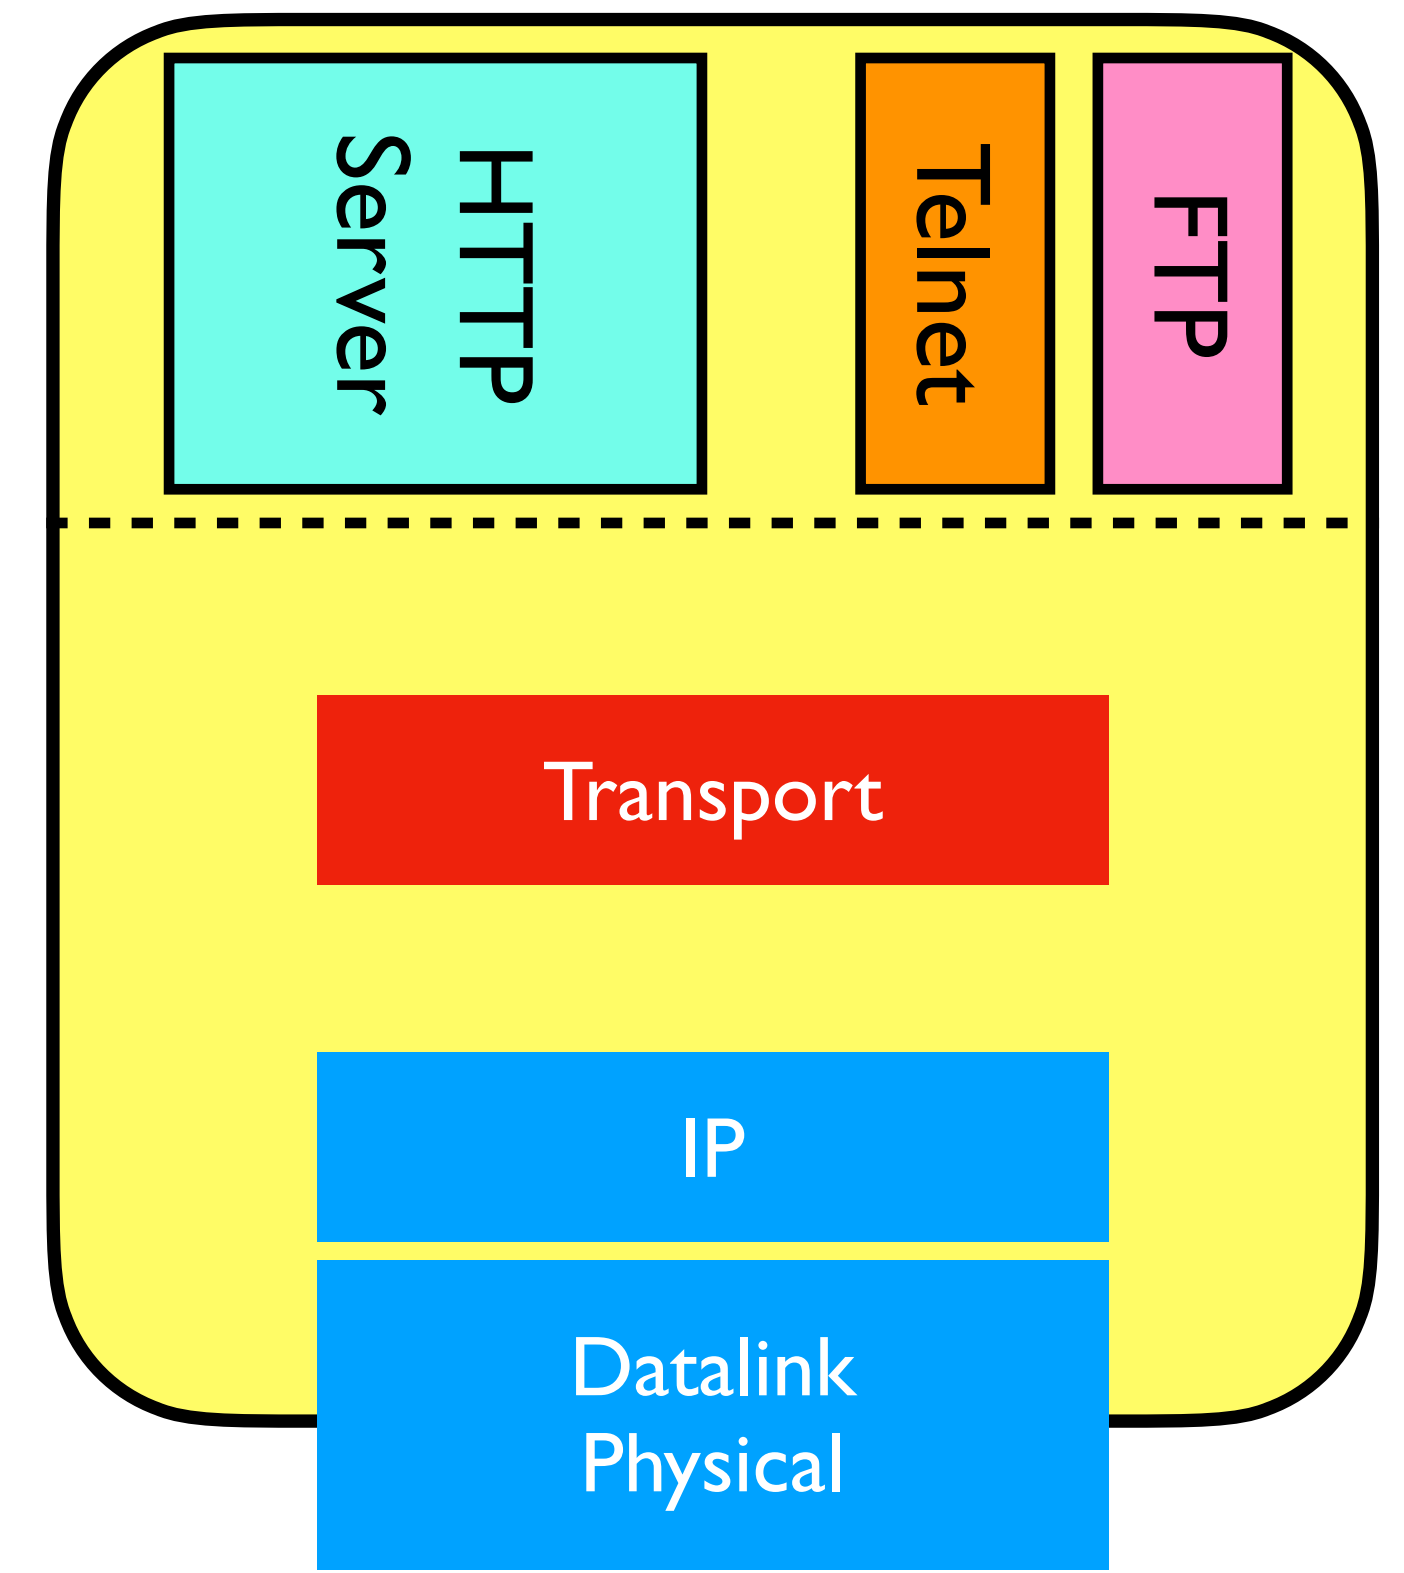 HTTP
Server
Telnet
FTP
Transport
IP
Datalink
Physical